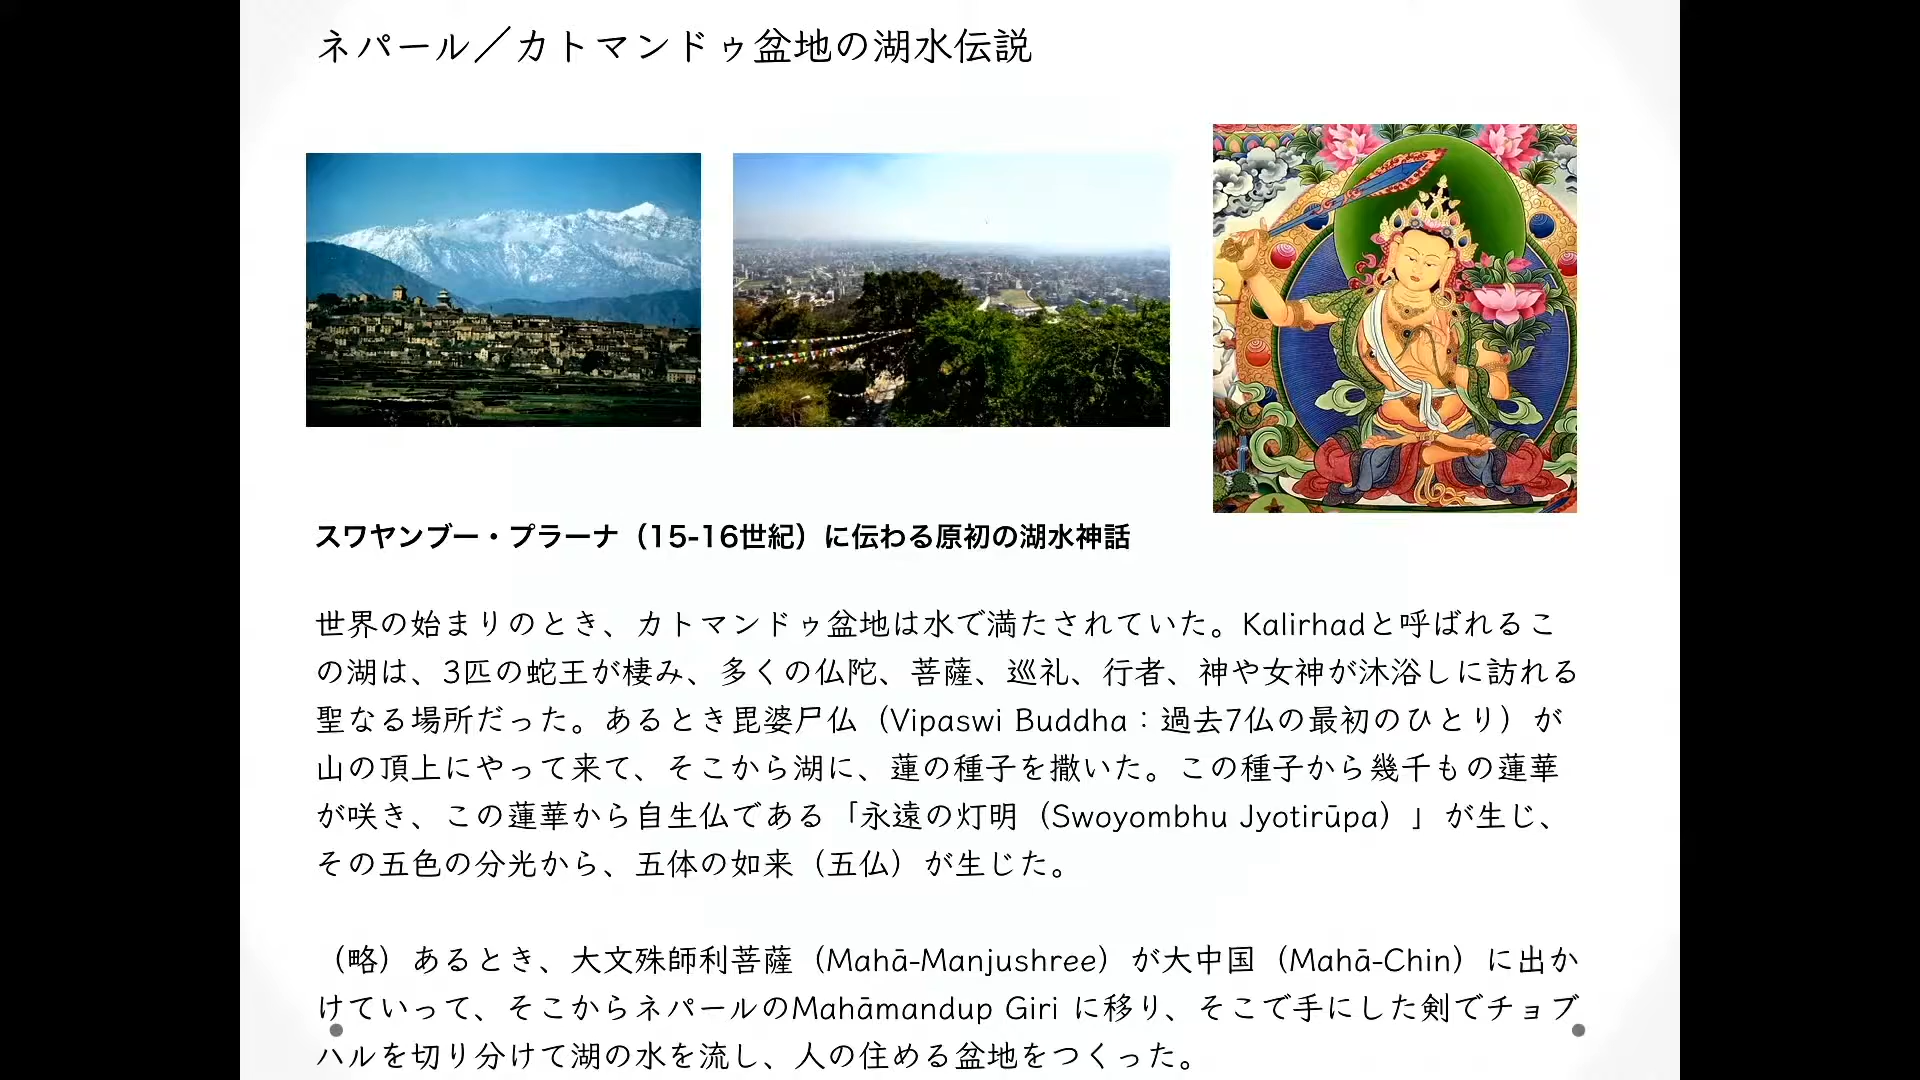 ネパール／カトマンドゥ盆地の湖水伝説
スワヤンブー・プラーナ（15-16世紀）に伝わる原初の湖水神話
世界の始まりのとき、カトマンドゥ盆地は水で満たされていた。Kalirhadと呼ばれるこ
の湖は、3匹の蛇王が棲み、多くの仏陀、菩薩、巡礼、行者、神や女神が沐浴しに訪れる
聖なる場所だった。あるとき毘婆尸仏（Vipaswi Buddha：過去7仏の最初のひとり）が
山の頂上にやって来て、そこから湖に、蓮の種子を撒いた。この種子から幾千もの蓮華
が咲き、この蓮華から自生仏である「永遠の灯明（Swoyombhu Jyotirūpa）」が生じ、
その五色の分光から、五体の如来（五仏）が生じた。
（略）あるとき、大文殊師利菩薩（Mahā-Manjushree）が大中国（Mahā-Chin）に出か
けていって、そこからネパールのMahāmandup Giri に移り、そこで手にした剣でチョブ
ハルを切り分けて湖の水を流し、人の住める盆地をつくった。